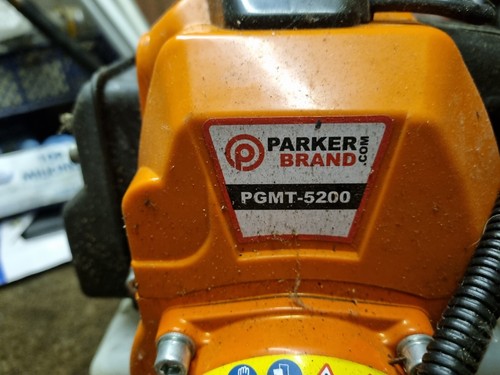 PARKER
BRAND
.COM
PGMT-5200